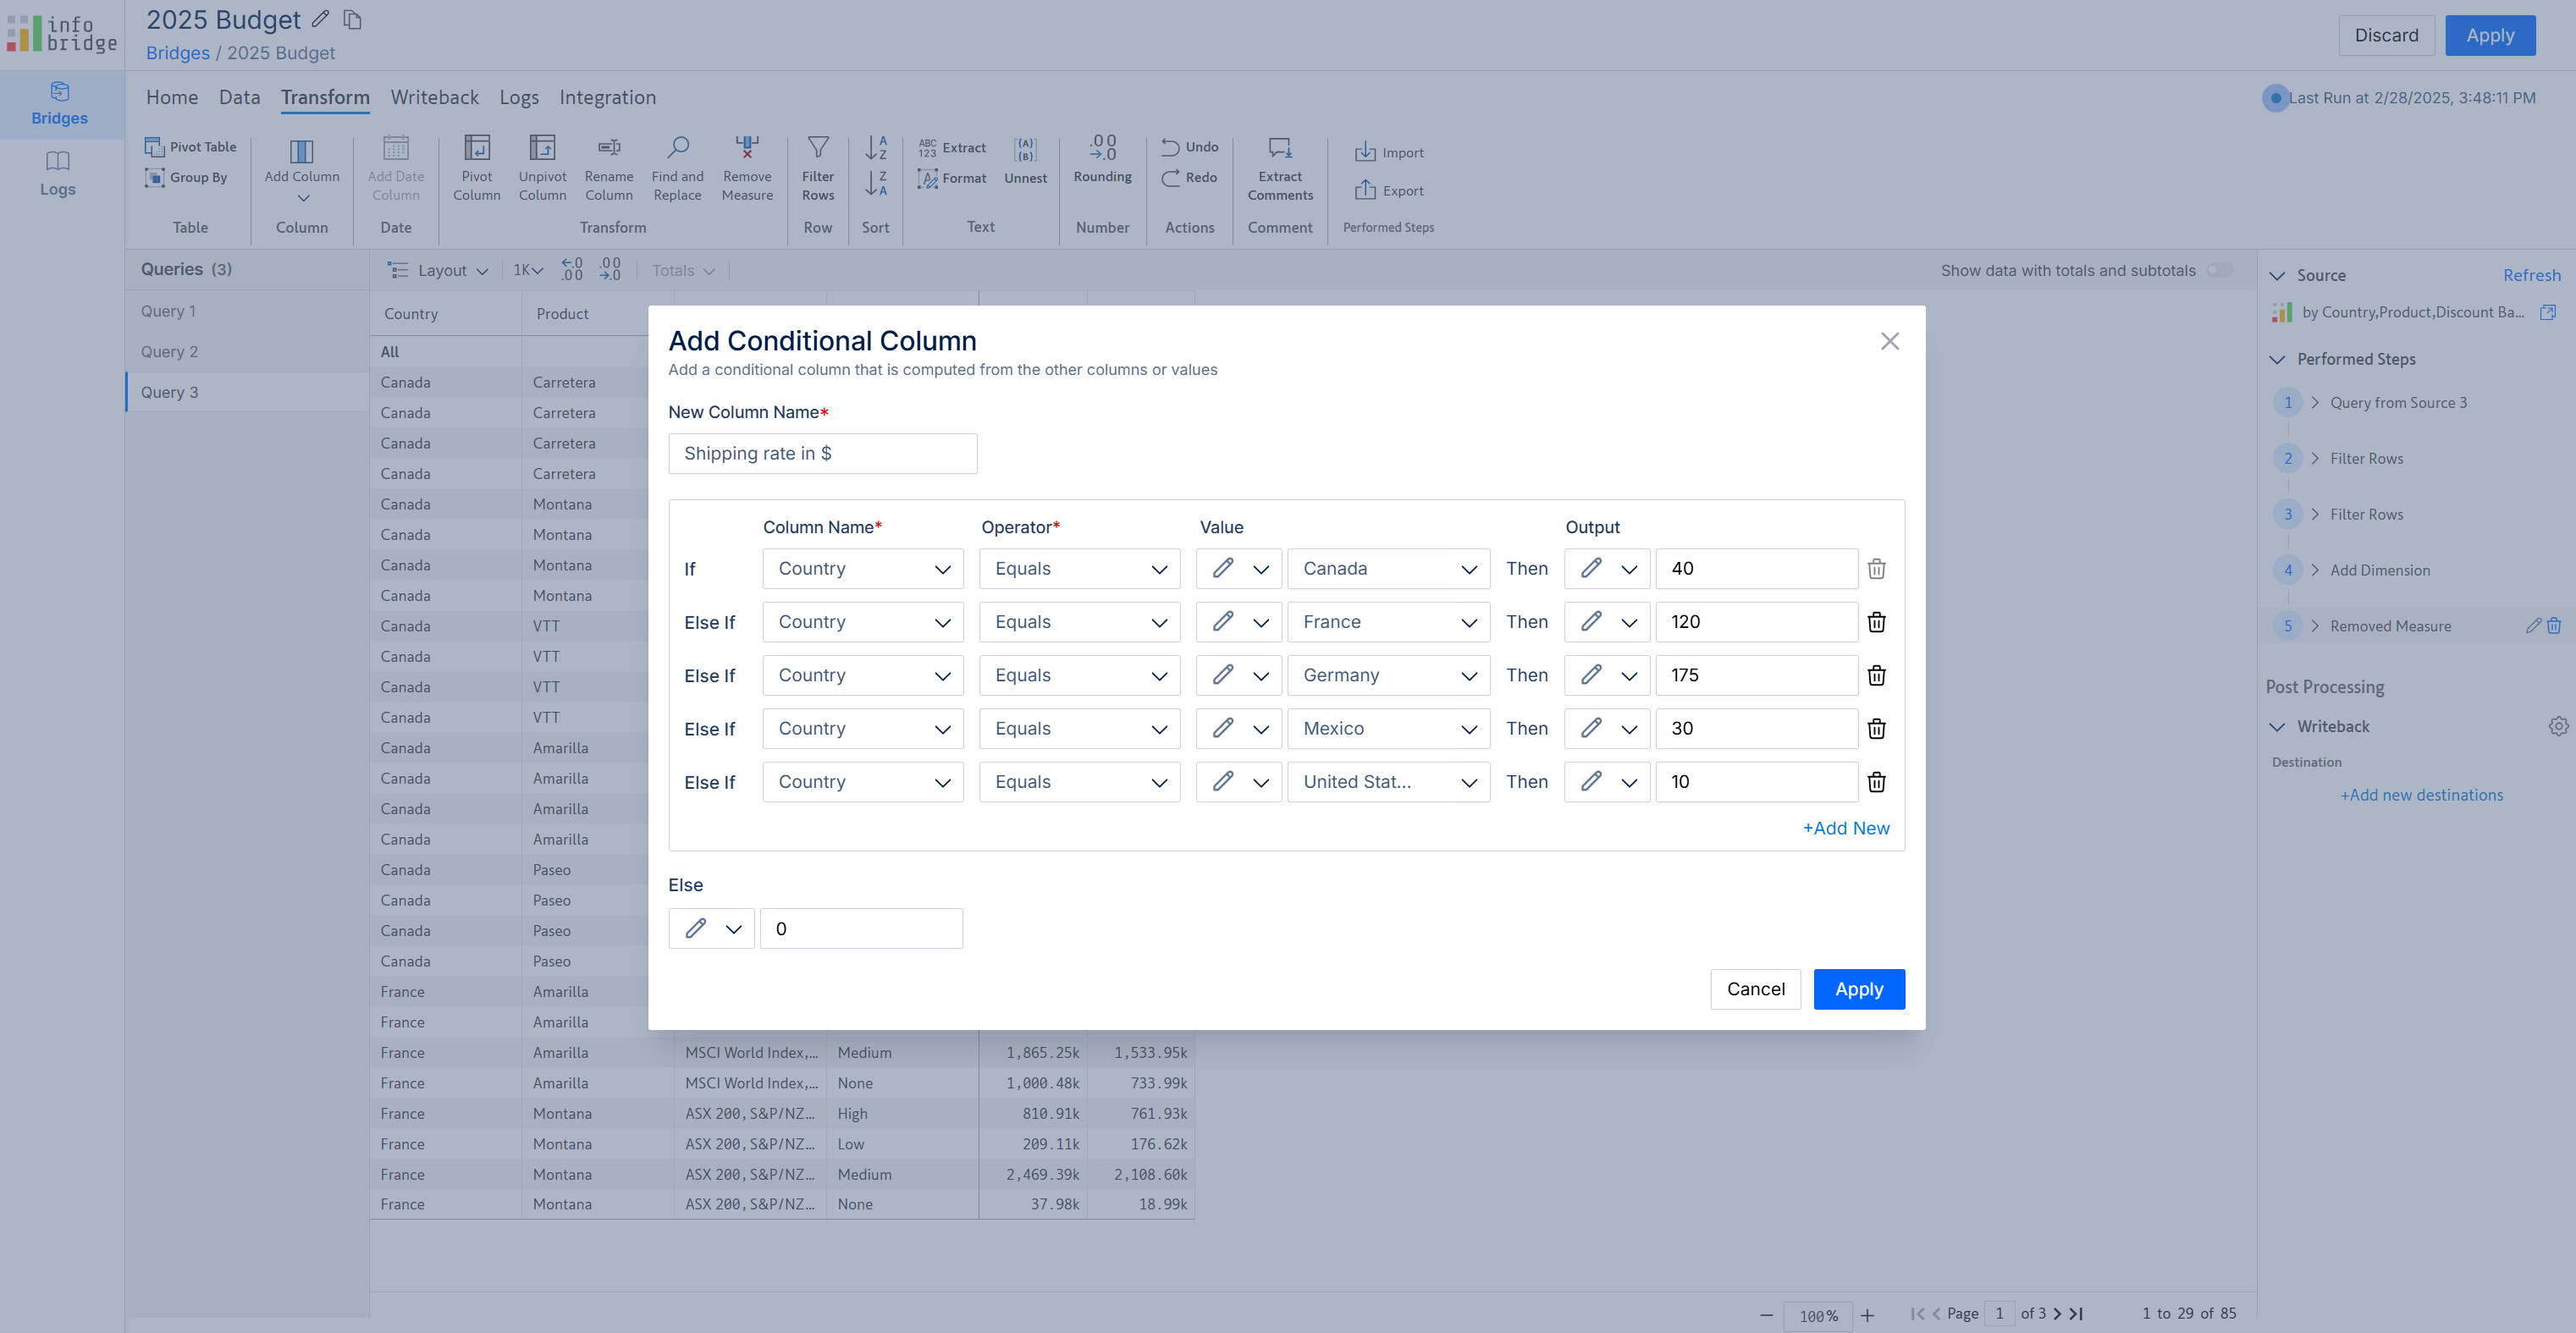 info
bridge
2025 Budget
Bridges / 2025 Budget
Discard
Apply
Bridges
Logs
Home Data Transform Writeback Logs Integration
Last Run at 2/28/2025, 3:48:11 PM
Pivot Table
Group By
Table
Add Column
Column
Add Date
Column
Date
Pivot
Column
Unpivot
Column
Rename
Column
Find and
Replace
Remove
Measure
Transform
Filter
Rows
Row
A
Z
Z
A
Sort
ABC
123
Extract
Format
{A}
{B}
Unnest
Text
.00
.0
Rounding
Number
Undo
Redo
Actions
Extract
Comments
Comment
Import
Export
Performed Steps
Queries (3)
Query 1
Query 2
Query 3
Layout 1K .0 .00 .00 .0 Totals
Show data with totals and subtotals
Country Product
All
Canada Carretera
Canada Carretera
Canada Carretera
Canada Carretera
Canada Montana
Canada Montana
Canada Montana
Canada Montana
Canada VTT
Canada VTT
Canada VTT
Canada VTT
Canada Amarilla
Canada Amarilla
Canada Amarilla
Canada Amarilla
Canada Paseo
Canada Paseo
Canada Paseo
Canada Paseo
France Amarilla
France Amarilla
France Amarilla MSCI World Index,... Medium 1,865.25k 1,533.95k
France Amarilla MSCI World Index,... None 1,000.48k 733.99k
France Montana ASX 200, S&P/NZ... High 810.91k 761.93k
France Montana ASX 200, S&P/NZ... Low 209.11k 176.62k
France Montana ASX 200, S&P/NZ... Medium 2,469.39k 2,108.60k
France Montana ASX 200, S&P/NZ... None 37.98k 18.99k
Add Conditional Column
Add a conditional column that is computed from the other columns or values
New Column Name*
Shipping rate in $
Column Name* Operator* Value Output
If Country Equals Canada Then 40
Else If Country Equals France Then 120
Else If Country Equals Germany Then 175
Else If Country Equals Mexico Then 30
Else If Country Equals United Stat... Then 10
+Add New
Else
0
Cancel
Apply
Source
Refresh
by Country,Product,Discount Ba...
Performed Steps
1 Query from Source 3
2 Filter Rows
3 Filter Rows
4 Add Dimension
5 Removed Measure
Post Processing
Writeback
Destination
+Add new destinations
100%
Page 1 of 3
1 to 29 of 85